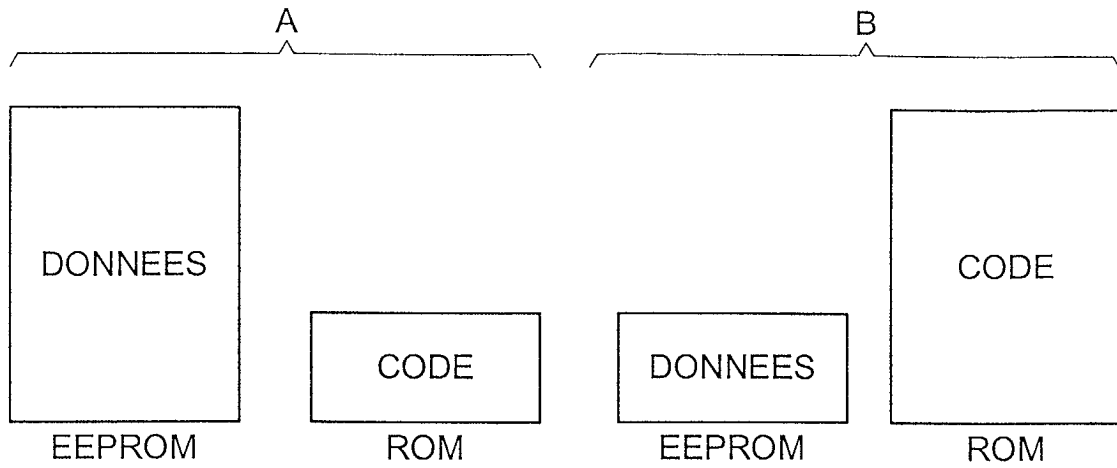 A
B
DONNEES
CODE
CODE
DONNEES
EEPROM
ROM
EEPROM
ROM